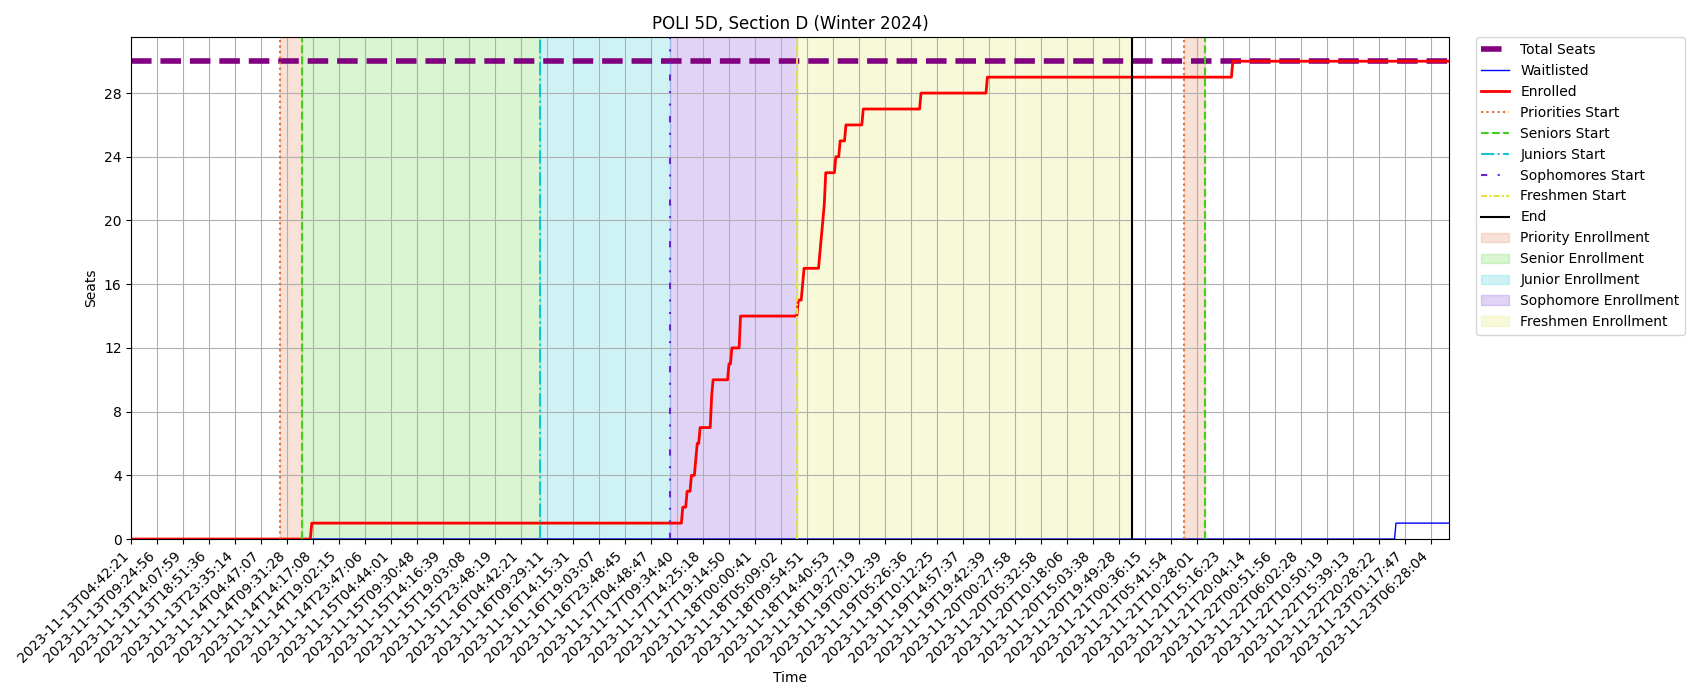 POLI 5D, Section D (Winter 2024)
Total Seats
Waitlisted
Enrolled
Priorities Start
Seniors Start
Juniors Start
Sophomores Start
Freshmen Start
End
Priority Enrollment
Senior Enrollment
Junior Enrollment
Sophomore Enrollment
Freshmen Enrollment
Seats
28
24
20
16
12
8
4
0
2023-11-13T04:42:21
2023-11-13T09:24:56
2023-11-13T14:07:59
2023-11-13T18:51:36
2023-11-13T23:35:14
2023-11-14T04:47:07
2023-11-14T09:31:28
2023-11-14T14:17:08
2023-11-14T19:02:15
2023-11-14T23:47:06
2023-11-15T04:44:01
2023-11-15T09:30:48
2023-11-15T14:16:39
2023-11-15T19:03:08
2023-11-15T23:48:19
2023-11-16T04:42:21
2023-11-16T09:29:11
2023-11-16T14:15:31
2023-11-16T19:03:07
2023-11-16T23:48:45
2023-11-17T04:48:47
2023-11-17T09:34:40
2023-11-17T14:25:18
2023-11-17T19:14:50
2023-11-18T00:00:41
2023-11-18T05:09:02
2023-11-18T09:54:51
2023-11-18T14:40:53
2023-11-18T19:27:19
2023-11-19T00:12:39
2023-11-19T05:26:36
2023-11-19T10:12:25
2023-11-19T14:57:37
2023-11-19T19:42:39
2023-11-20T00:27:58
2023-11-20T05:32:58
2023-11-20T10:18:06
2023-11-20T15:03:38
2023-11-20T19:49:28
2023-11-21T00:36:15
2023-11-21T05:41:54
2023-11-21T10:28:01
2023-11-21T15:16:23
2023-11-21T20:04:14
2023-11-22T00:51:56
2023-11-22T06:02:28
2023-11-22T10:50:19
2023-11-22T15:39:13
2023-11-22T20:28:22
2023-11-23T01:17:47
2023-11-23T06:28:04
Time